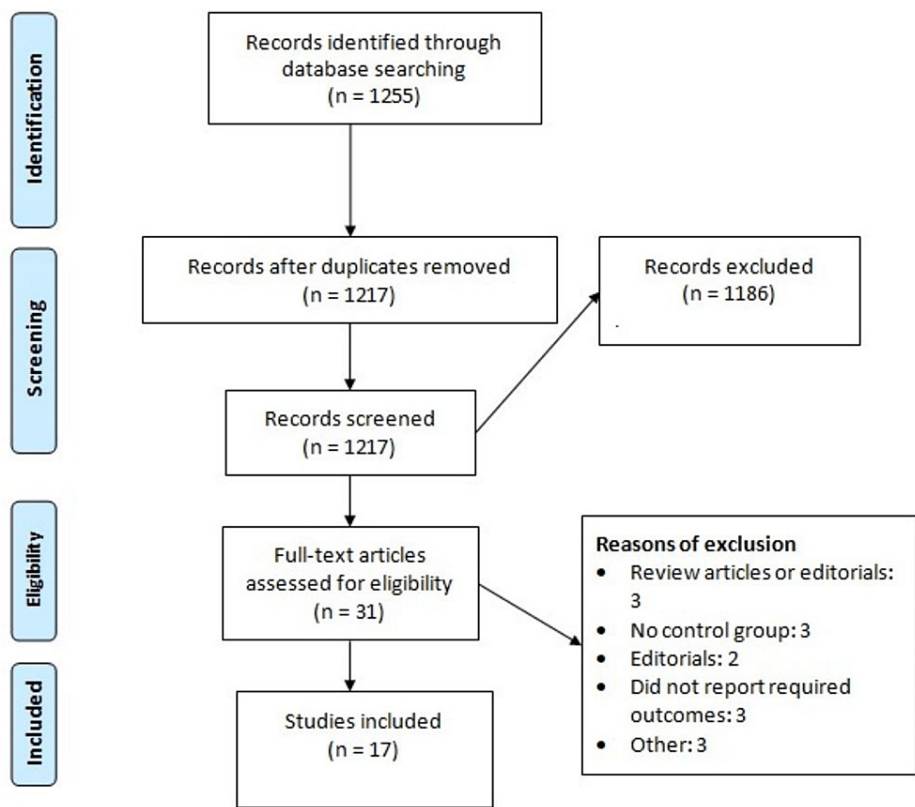 Identification
Records identified through
database searching
(n = 1255)
Screening
Records after duplicates removed
(n = 1217)
Records excluded
(n = 1186)
.
Records screened
(n = 1217)
Eligibility
Full-text articles
assessed for eligibility
(n = 31)
Reasons of exclusion
• Review articles or editorials:
3
• No control group: 3
• Editorials: 2
• Did not report required
outcomes: 3
• Other: 3
Included
Studies included
(n = 17)